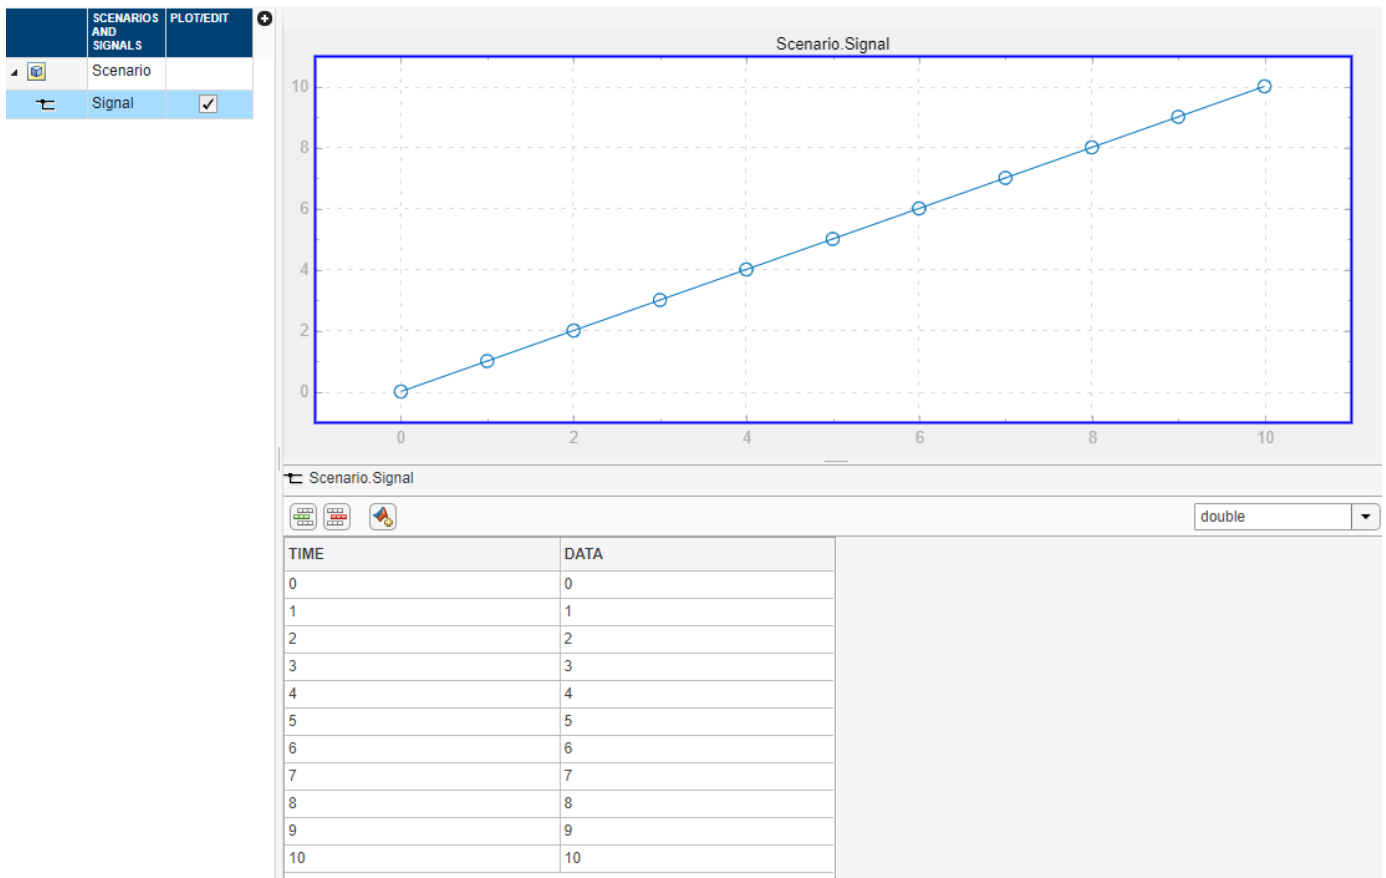 SCENARIOS AND SIGNALS PLOT/EDIT
Scenario
Signal
Scenario.Signal
10
8
6
4
2
0
0 2 4 6 8 10
Scenario.Signal
double
TIME DATA
0 0
1 1
2 2
3 3
4 4
5 5
6 6
7 7
8 8
9 9
10 10